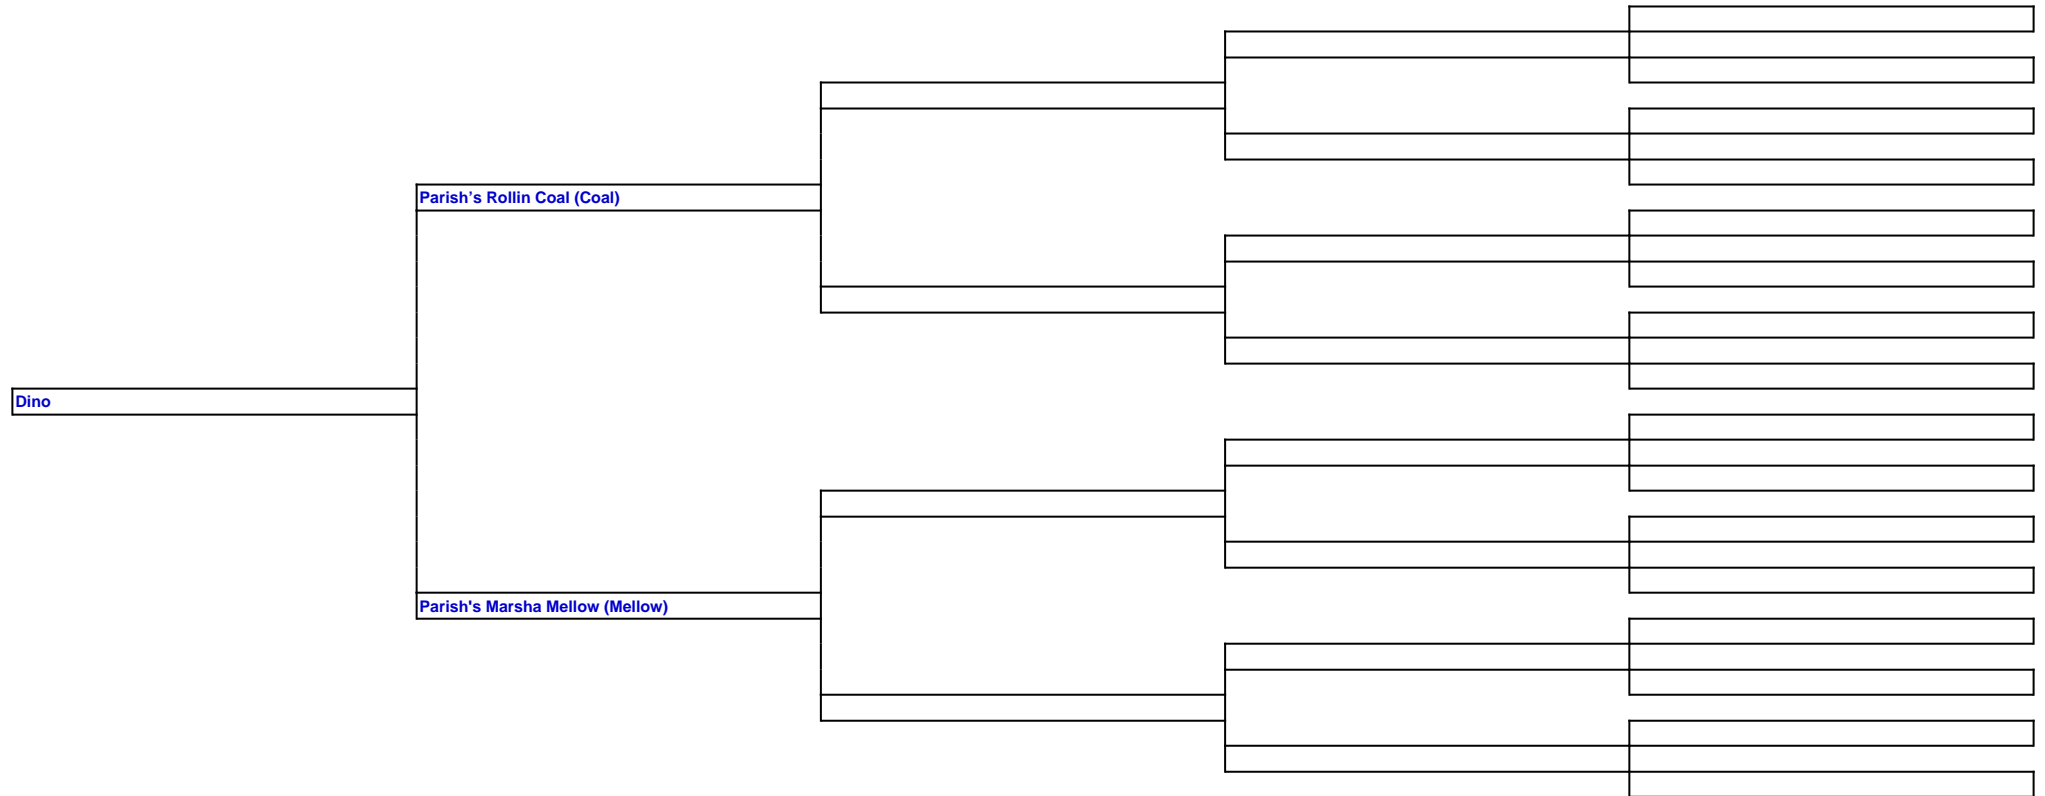 Parish’s Rollin Coal (Coal)
Dino
Parish's Marsha Mellow (Mellow)